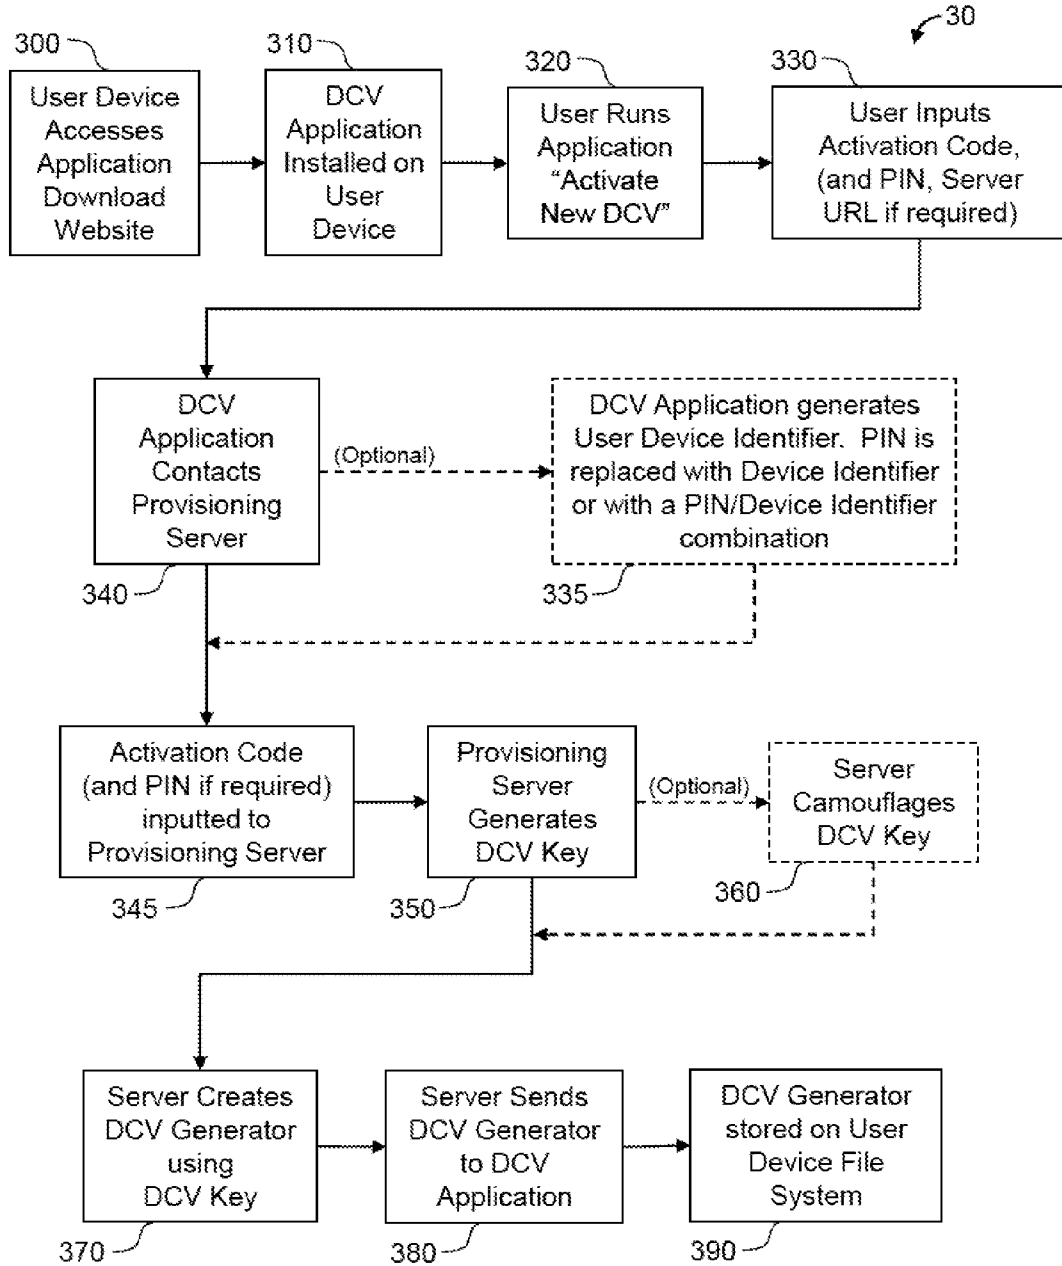 30
300
310
320
330
User Device
Accesses
Application
Download
Website
DCV
Application
Installed on
User
Device
User Runs
Application
“Activate
New DCV”
User Inputs
Activation Code,
(and PIN, Server
URL if required)
DCV
Application
Contacts
Provisioning
Server
340
(Optional)
DCV Application generates
User Device Identifier. PIN is
replaced with Device Identifier
or with a PIN/Device Identifier
combination
335
Activation Code
(and PIN if required)
inputted to
Provisioning Server
345
Provisioning
Server
Generates
DCV Key
350
(Optional)
Server
Camouflages
DCV Key
360
Server Creates
DCV Generator
using
DCV Key
370
Server Sends
DCV Generator
to DCV
Application
380
DCV Generator
stored on User
Device File
System
390